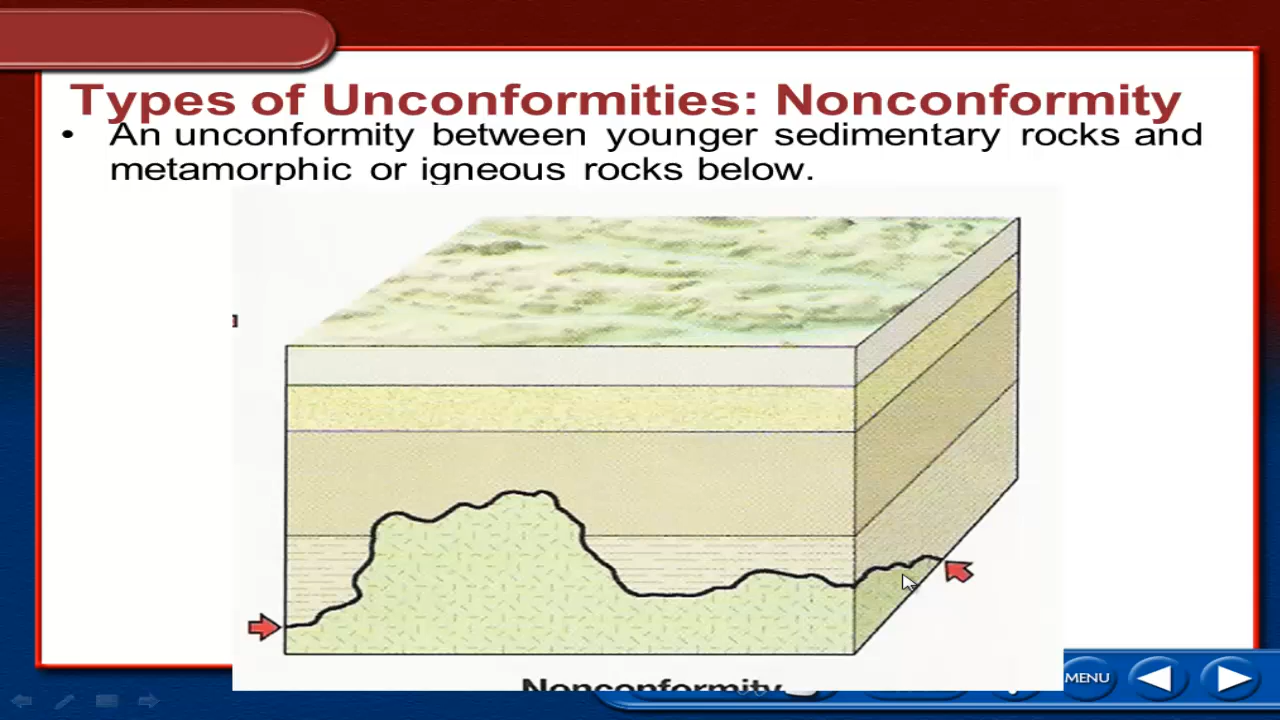 Types of Unconformities: Nonconformity
• An unconformity between younger sedimentary rocks and
metamorphic or igneous rocks below.
Nonconformity
MENU